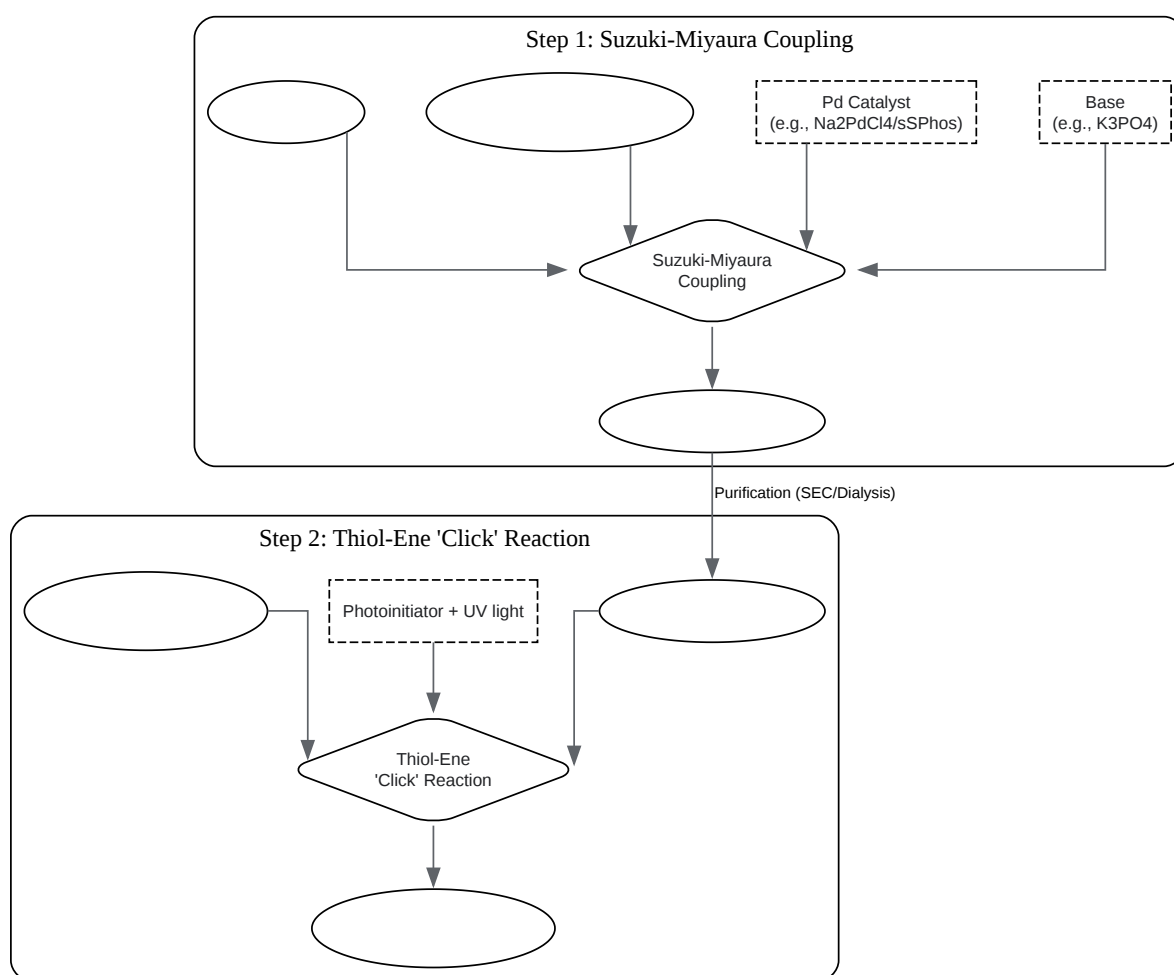 Step 1: Suzuki-Miyaura Coupling
Pd Catalyst
(e.g., Na2PdCl4/sSPhos)
Base
(e.g., K3PO4)
Suzuki-Miyaura
Coupling
Purification (SEC/Dialysis)
Step 2: Thiol-Ene 'Click' Reaction
Photoinitiator + UV light
Thiol-Ene
'Click' Reaction